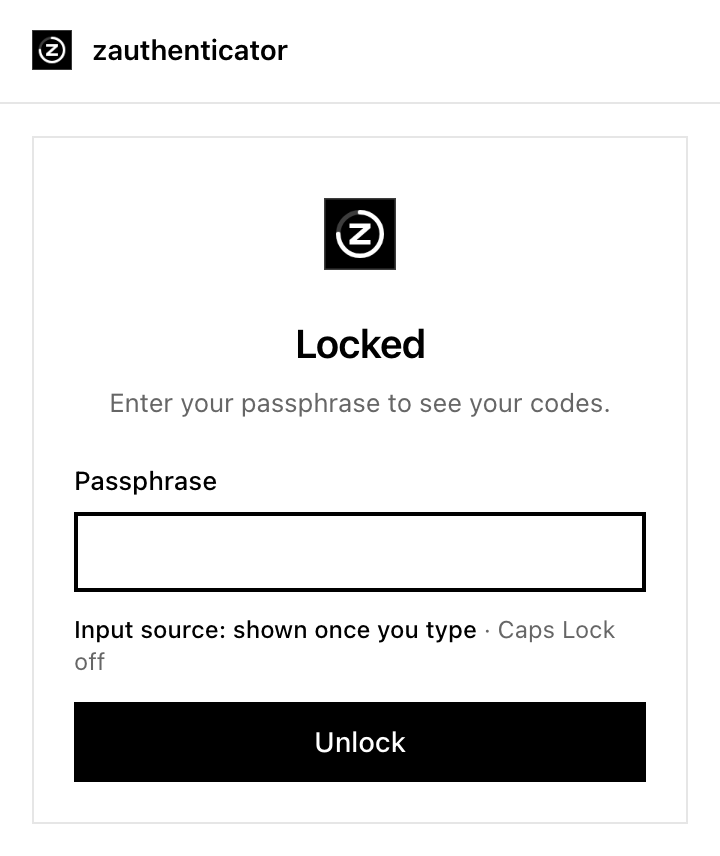 zauthenticator
Locked
Enter your passphrase to see your codes.
Passphrase
Input source: shown once you type · Caps Lock
off
Unlock